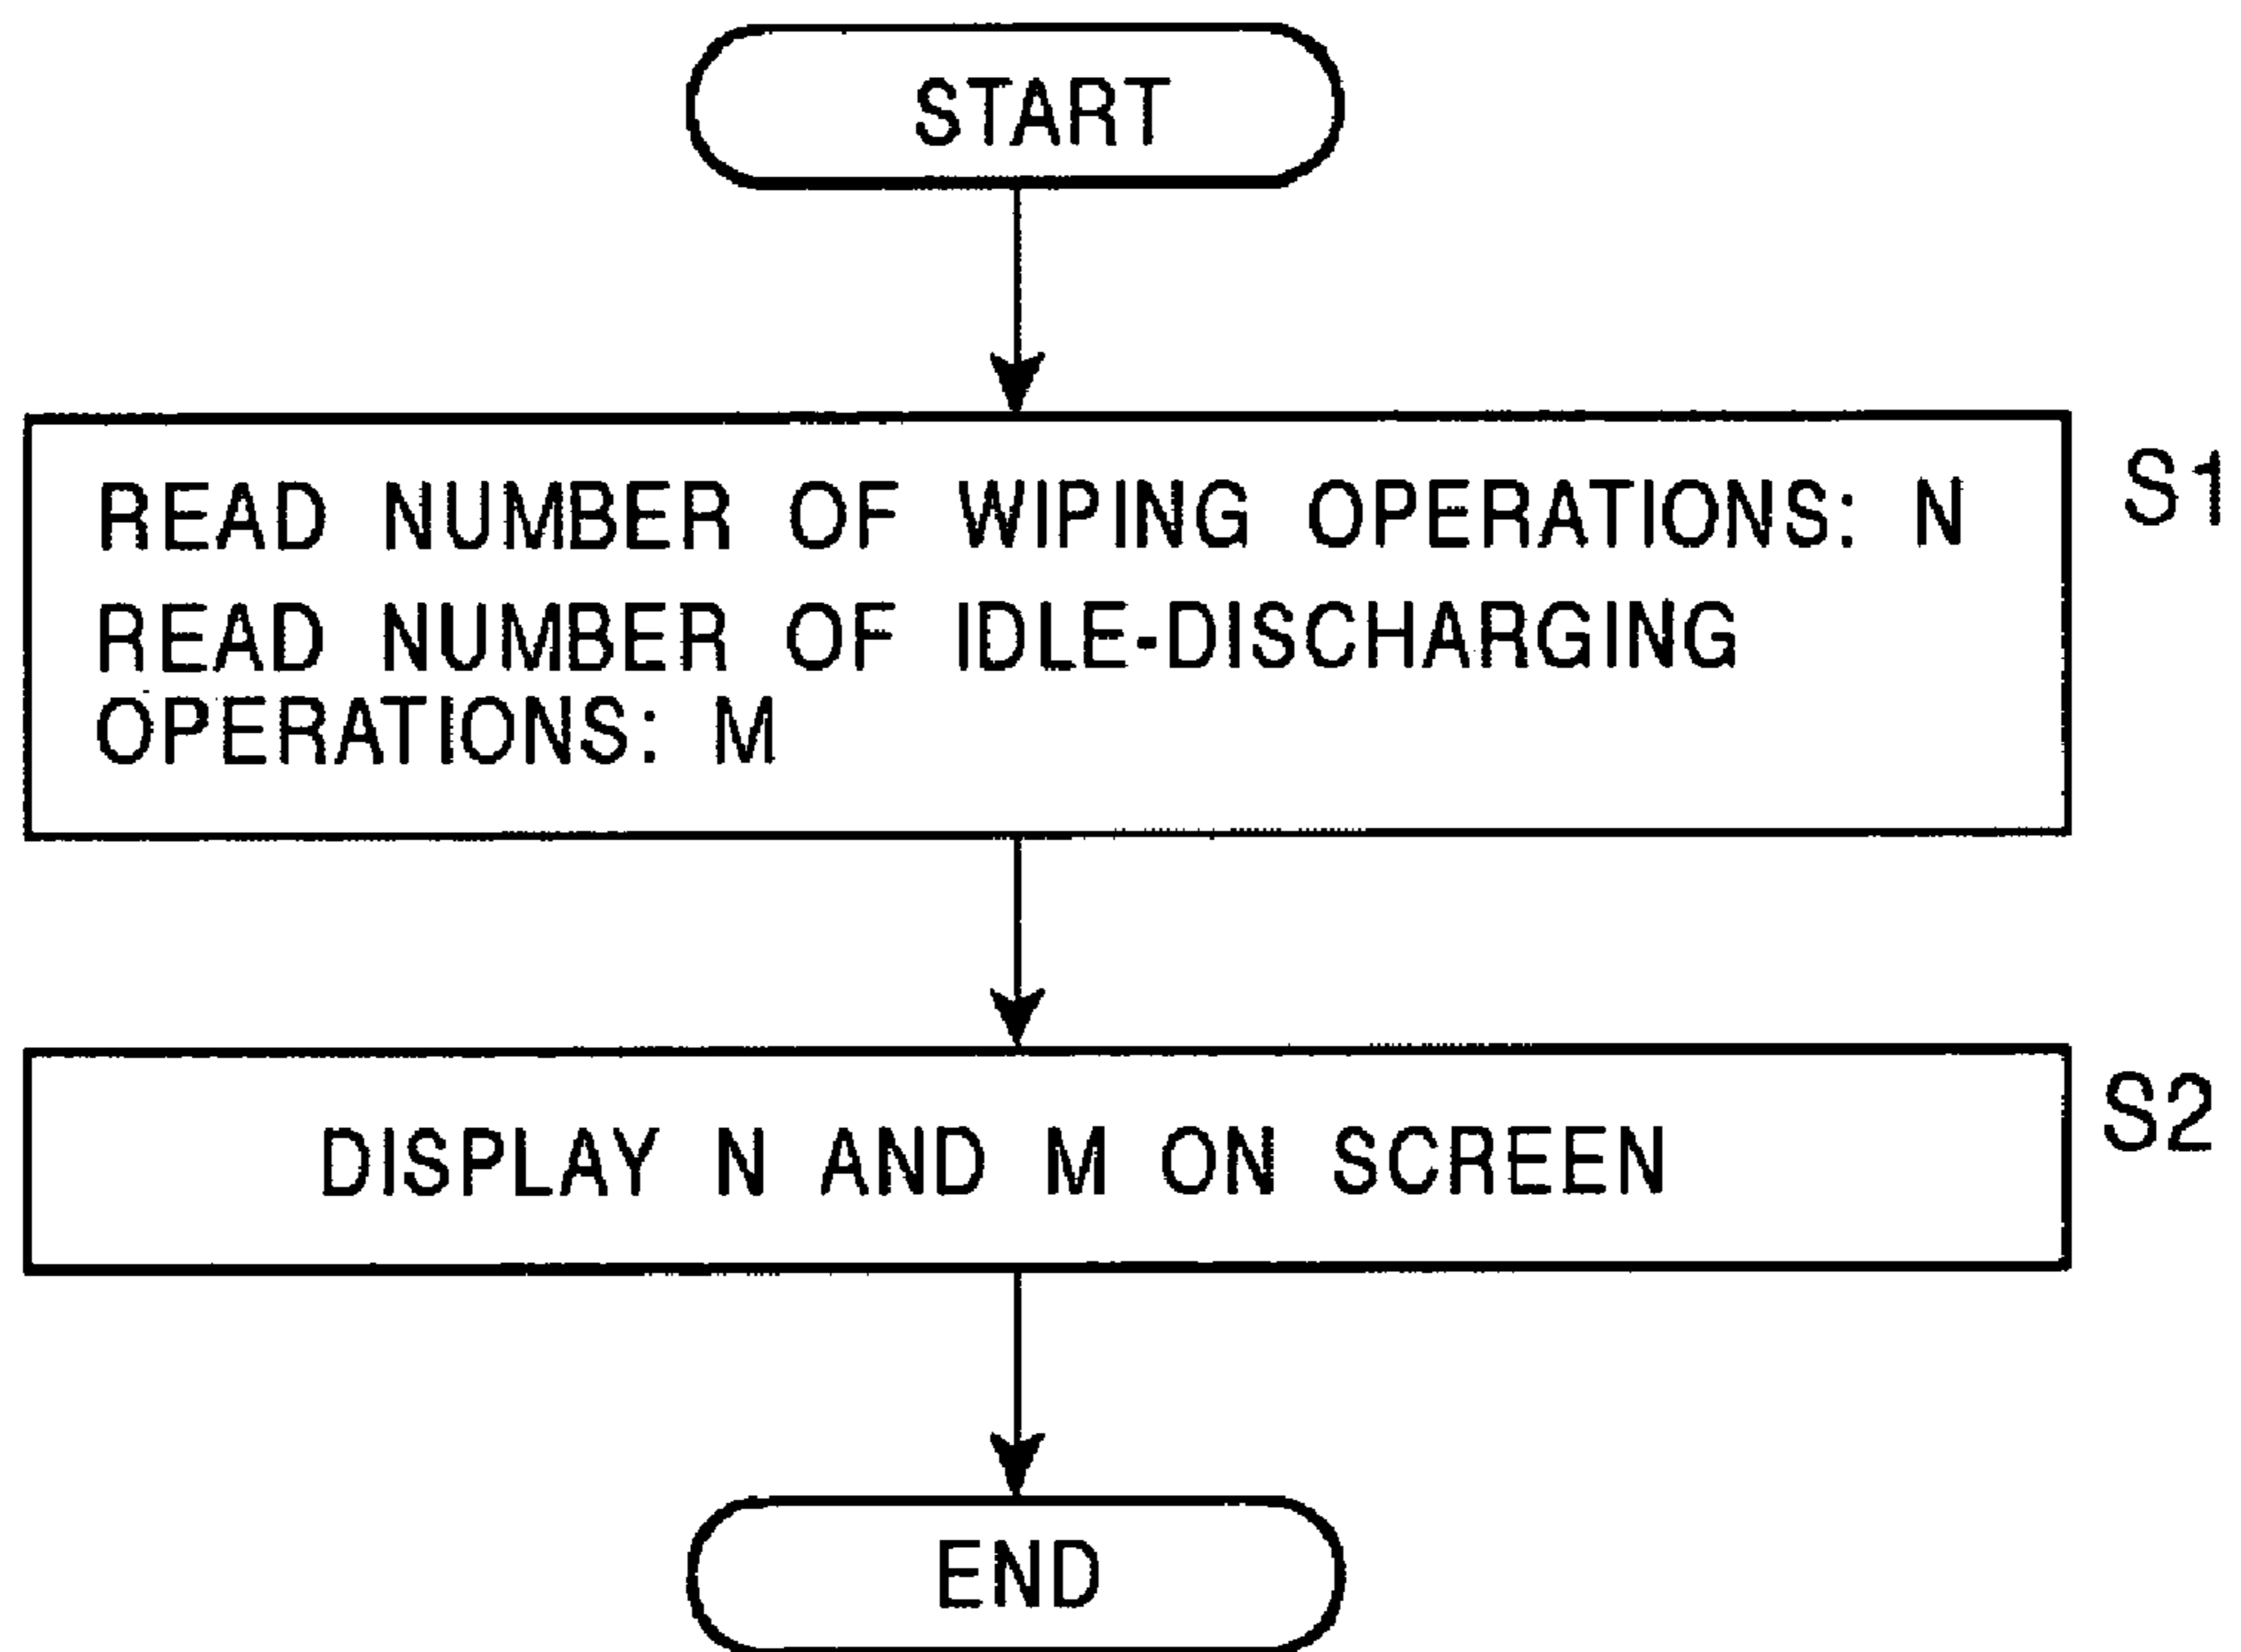 START
READ NUMBER OF WIPING OPERATIONS: N
S1
READ NUMBER OF IDLE-DISCHARGING
OPERATIONS: M
DISPLAY N AND M ON SCREEN
S2
END